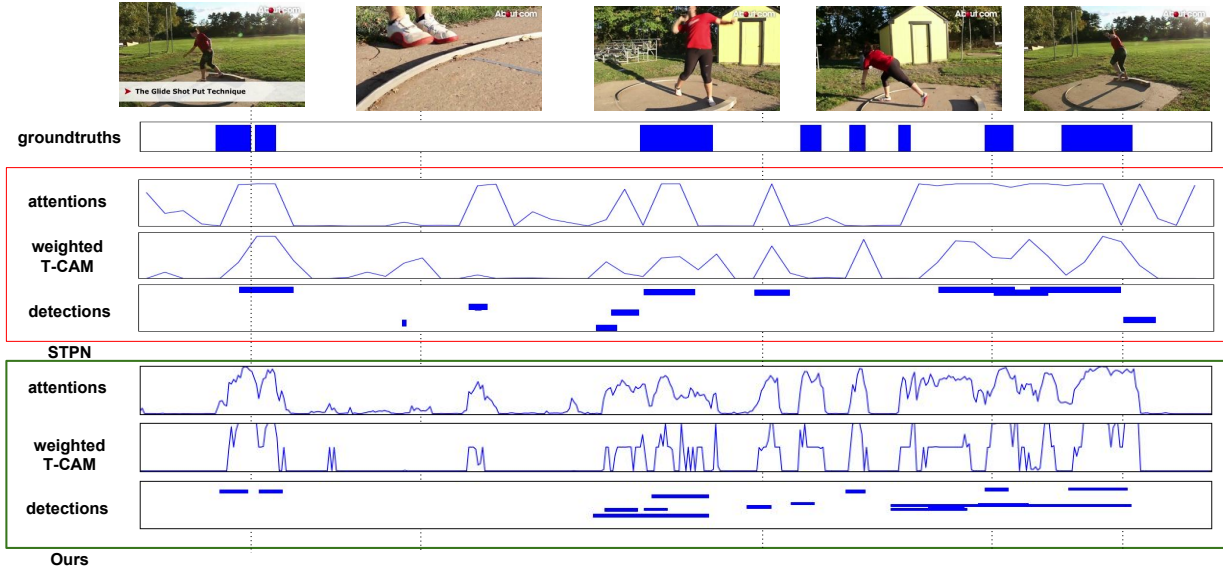 About.com
About.com
About.com
About.com
About.com
The Glide Shot Put Technique
groundtruths
attentions
weighted
T-CAM
detections
STPN
attentions
weighted
T-CAM
detections
Ours